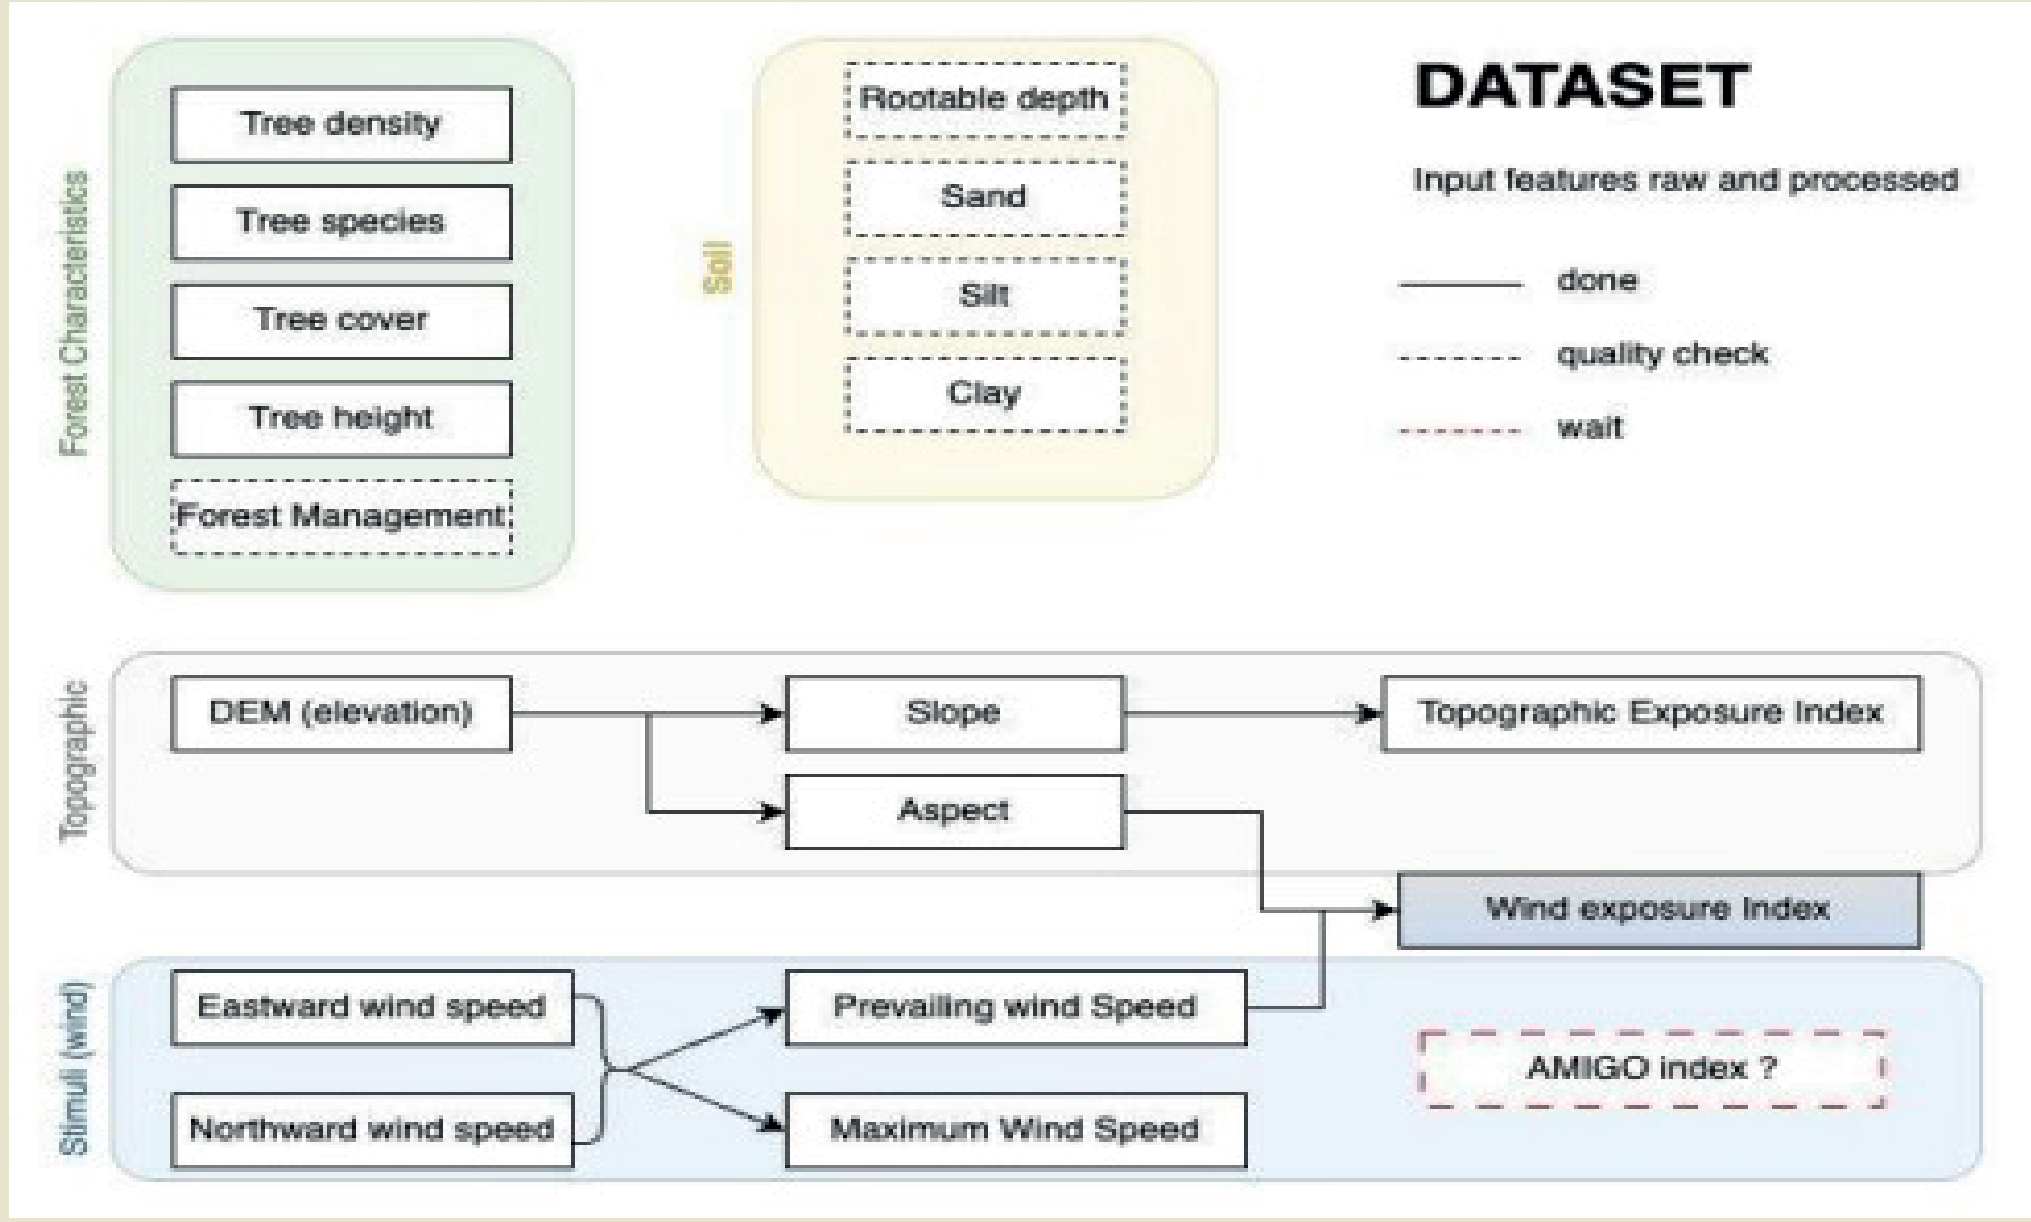 Forest Characteristics
Tree density
Tree species
Tree cover
Tree height
Forest Management
Soil
Rootable depth
Sand
Silt
Clay
DATASET
Input features raw and processed
done
quality check
wait
Topographic
DEM (elevation)
Slope
Topographic Exposure Index
Aspect
Wind exposure Index
Stimuli (wind)
Eastward wind speed
Prevailing wind Speed
AMIGO index ?
Northward wind speed
Maximum Wind Speed